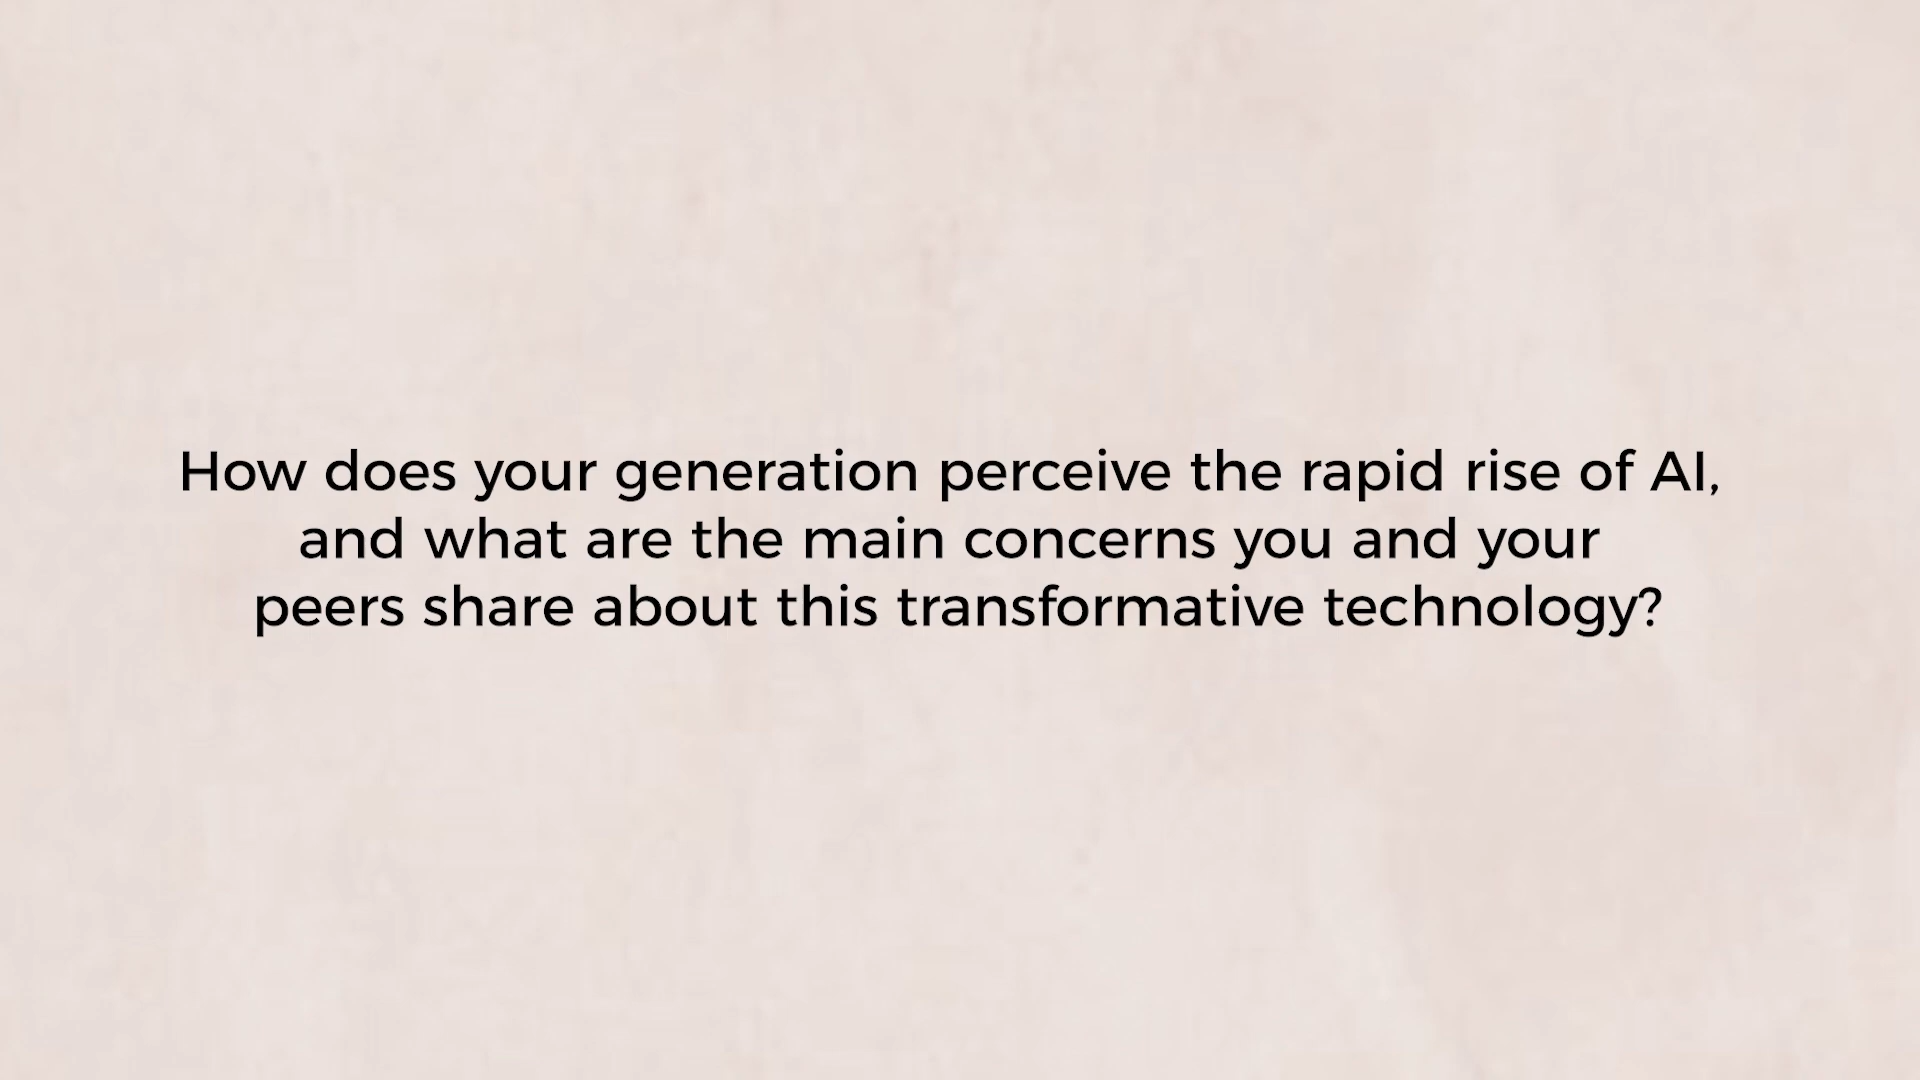 How does your generation perceive the rapid rise of AI,
and what are the main concerns you and your
peers share about this transformative technology?